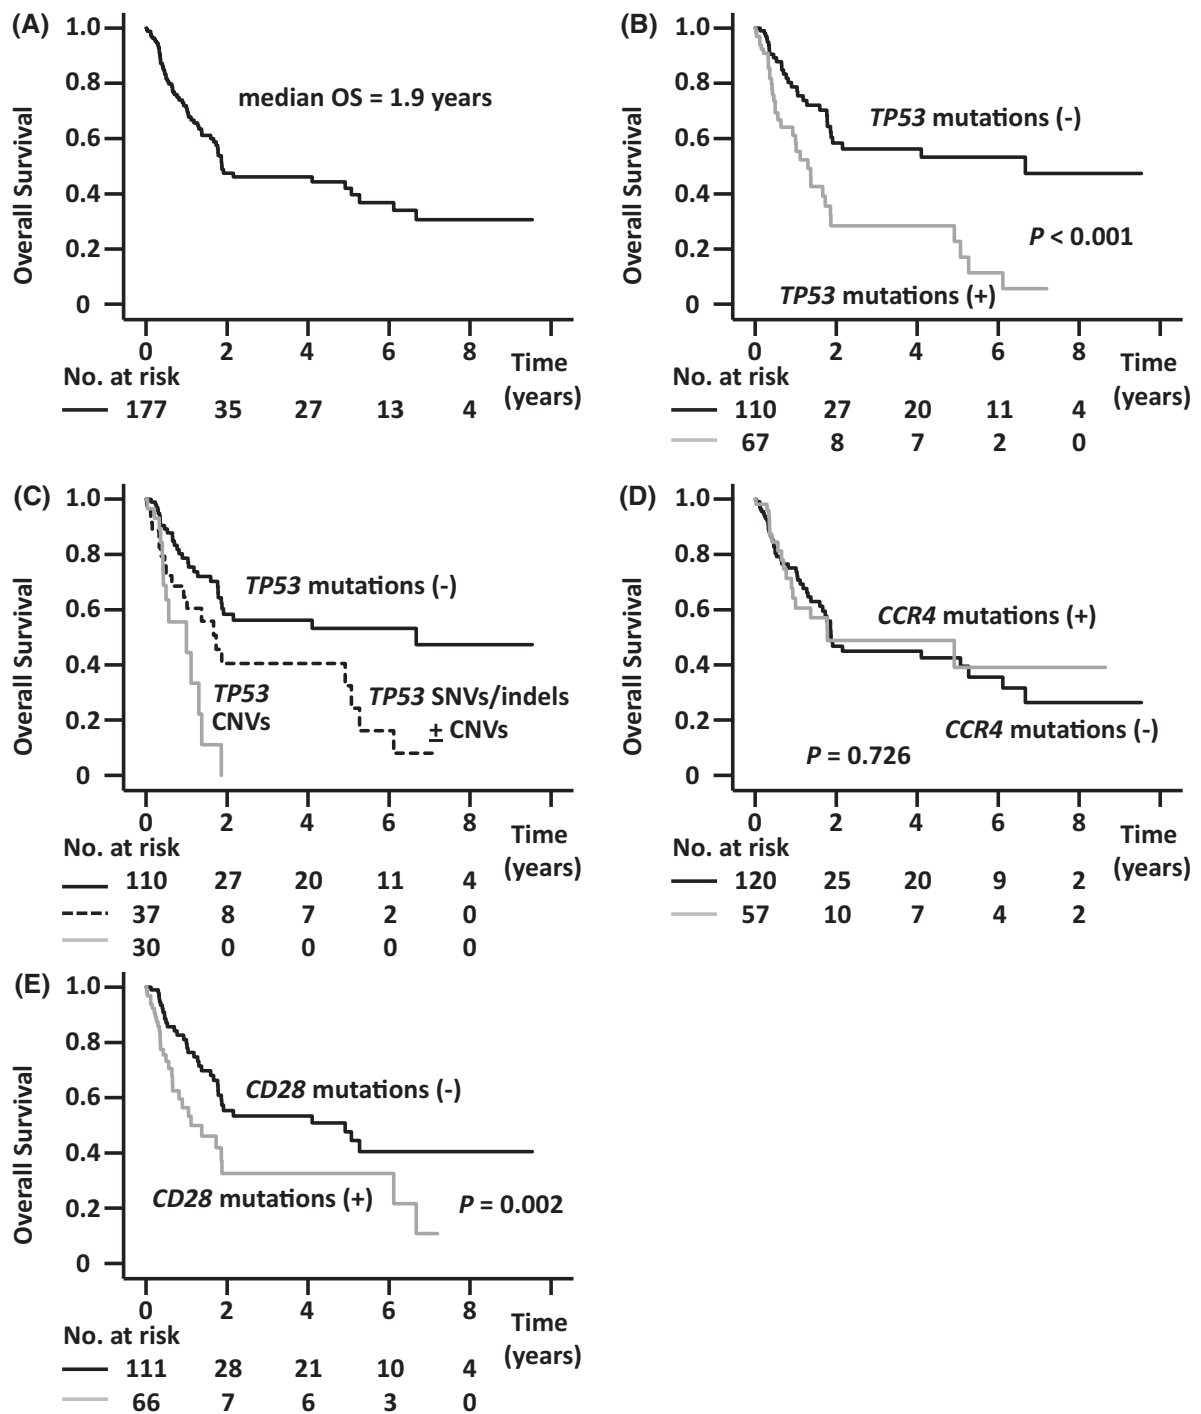 (A)
1.0
0.8
0.6
0.4
0.2
0
Overall Survival
median OS = 1.9 years
0 2 4 6 8 Time
(years)
No. at risk
177 35 27 13 4
(B)
1.0
0.8
0.6
0.4
0.2
0
Overall Survival
TP53 mutations (-)
P < 0.001
TP53 mutations (+)
0 2 4 6 8 Time
(years)
No. at risk
110 27 20 11 4
67 8 7 2 0
(C)
1.0
0.8
0.6
0.4
0.2
0
Overall Survival
TP53 mutations (-)
TP53
CNVs
TP53 SNVs/indels
± CNVs
0 2 4 6 8 Time
(years)
No. at risk
110 27 20 11 4
37 8 7 2 0
30 0 0 0 0
(D)
1.0
0.8
0.6
0.4
0.2
0
Overall Survival
CCR4 mutations (+)
CCR4 mutations (-)
P = 0.726
0 2 4 6 8 Time
(years)
No. at risk
120 25 20 9 2
57 10 7 4 2
(E)
1.0
0.8
0.6
0.4
0.2
0
Overall Survival
CD28 mutations (-)
CD28 mutations (+)
P = 0.002
0 2 4 6 8 Time
(years)
No. at risk
111 28 21 10 4
66 7 6 3 0